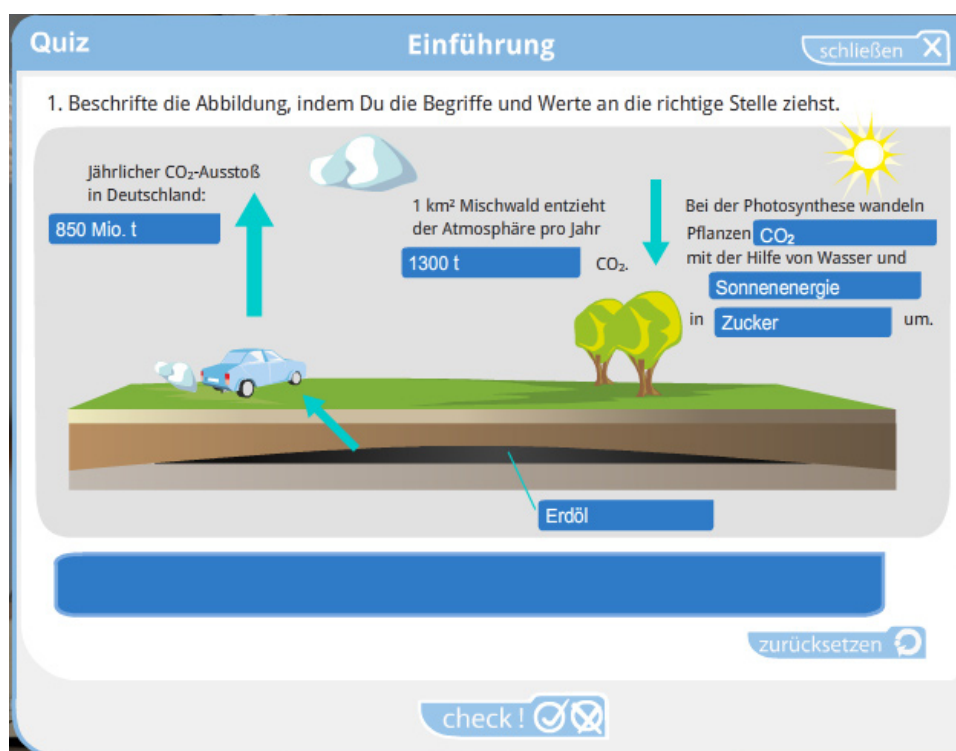 Quiz
Einführung
schließen X
1. Beschrifte die Abbildung, indem Du die Begriffe und Werte an die richtige Stelle ziehst.
Jährlicher CO₂-Ausstoß
in Deutschland:
850 Mio. t
1 km² Mischwald entzieht
der Atmosphäre pro Jahr
1300 t CO₂.
Bei der Photosynthese wandeln
Pflanzen CO₂
mit der Hilfe von Wasser und
Sonnenenergie
in Zucker um.
Erdöl
zurücksetzen
check !